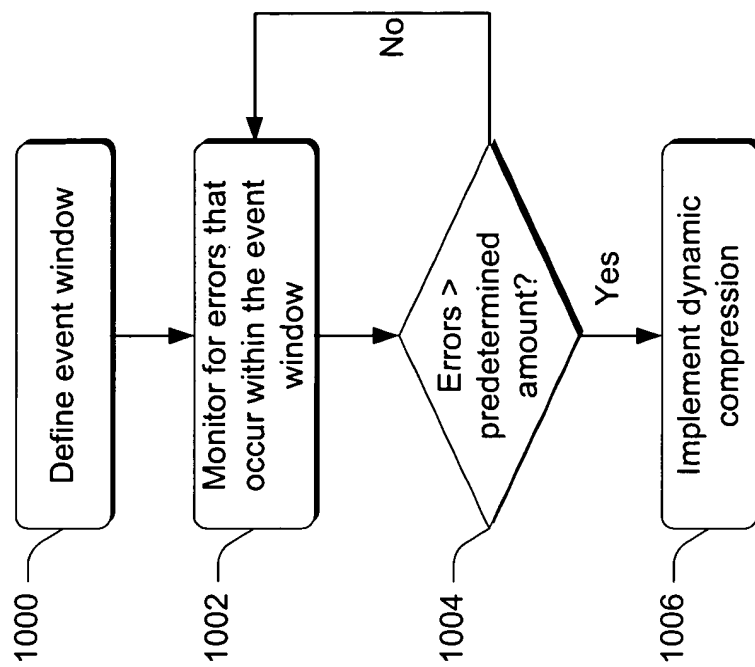 1000
Define event window
1002
Monitor for errors that
occur within the event
window
No
1004
Errors >
predetermined
amount?
Yes
1006
Implement dynamic
compression